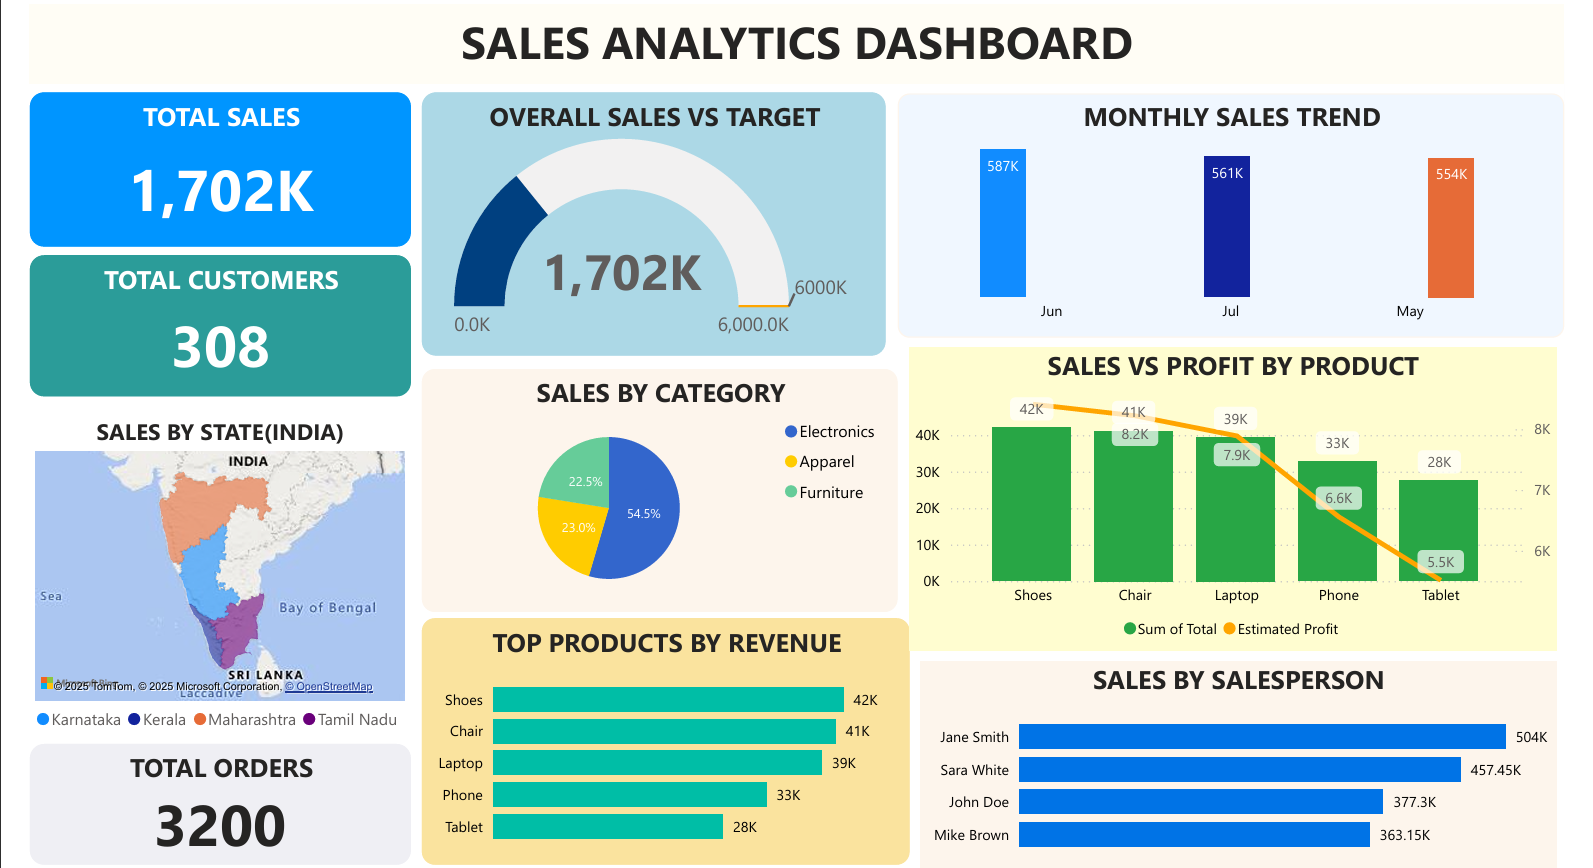 SALES ANALYTICS DASHBOARD
TOTAL SALES
1,702K
TOTAL CUSTOMERS
308
SALES BY STATE(INDIA)
INDIA
Sea
Bay of Bengal
SRI LANKA
Laccadive
© 2025 TomTom, © 2025 Microsoft Corporation, © OpenStreetMap
Karnataka Kerala Maharashtra Tamil Nadu
TOTAL ORDERS
3200
OVERALL SALES VS TARGET
1,702K
6000K
0.0K 6,000.0K
SALES BY CATEGORY
Electronics
Apparel
Furniture
22.5%
54.5%
23.0%
TOP PRODUCTS BY REVENUE
Shoes 42K
Chair 41K
Laptop 39K
Phone 33K
Tablet 28K
MONTHLY SALES TREND
587K 561K 554K
Jun Jul May
SALES VS PROFIT BY PRODUCT
42K 41K 39K 33K 28K
8.2K 7.9K 6.6K 5.5K
40K
30K
20K
10K
0K
8K
7K
6K
Shoes Chair Laptop Phone Tablet
Sum of Total Estimated Profit
SALES BY SALESPERSON
Jane Smith 504K
Sara White 457.45K
John Doe 377.3K
Mike Brown 363.15K